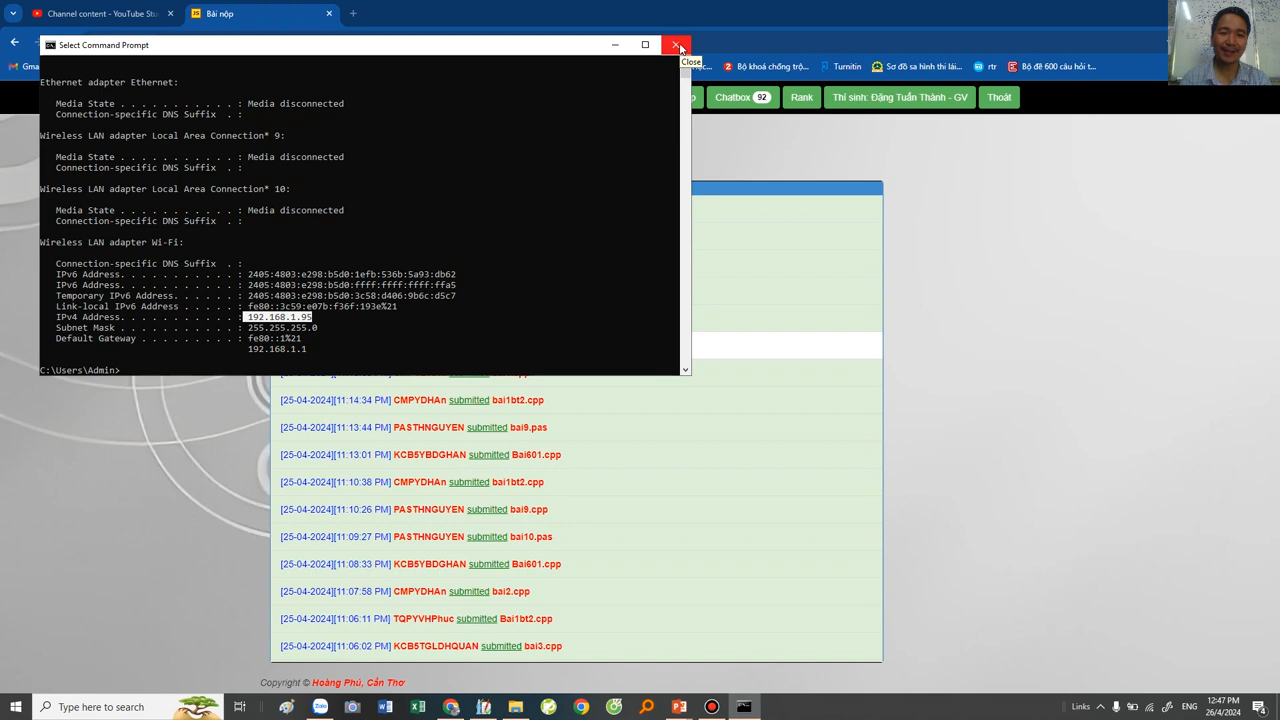 Channel content - YouTube Stu
Bài nộp
Select Command Prompt
Close
Gma
Bộ khoá chống trộ...
Turnitin
Sơ đồ sa hình thi lái...
rtr
Bộ đề 600 câu hỏi t...
Chatbox 92
Rank
Thí sinh: Đặng Tuấn Thành - GV
Thoát
Ethernet adapter Ethernet:
Media State . . . . . . . . . . . : Media disconnected
Connection-specific DNS Suffix . :
Wireless LAN adapter Local Area Connection* 9:
Media State . . . . . . . . . . . : Media disconnected
Connection-specific DNS Suffix . :
Wireless LAN adapter Local Area Connection* 10:
Media State . . . . . . . . . . . : Media disconnected
Connection-specific DNS Suffix . :
Wireless LAN adapter Wi-Fi:
Connection-specific DNS Suffix . :
IPv6 Address. . . . . . . . . . . : 2405:4803:e298:b5d0:1efb:536b:5a93:db62
IPv6 Address. . . . . . . . . . . : 2405:4803:e298:b5d0:ffff:ffff:ffff:ffa5
Temporary IPv6 Address. . . . . . : 2405:4803:e298:b5d0:3c58:d406:9b6c:d5c7
Link-local IPv6 Address . . . . . : fe80::3c59:e07b:f36f:193e%21
IPv4 Address. . . . . . . . . . . : 192.168.1.95
Subnet Mask . . . . . . . . . . . : 255.255.255.0
Default Gateway . . . . . . . . . : fe80::1%21
192.168.1.1
C:\Users\Admin>
[25-04-2024][11:14:34 PM] CMPYDHAn submitted bai1bt2.cpp
[25-04-2024][11:13:44 PM] PASTHNGUYEN submitted bai9.pas
[25-04-2024][11:13:01 PM] KCB5YBDGHAN submitted Bai601.cpp
[25-04-2024][11:10:38 PM] CMPYDHAn submitted bai1bt2.cpp
[25-04-2024][11:10:26 PM] PASTHNGUYEN submitted bai9.cpp
[25-04-2024][11:09:27 PM] PASTHNGUYEN submitted bai10.pas
[25-04-2024][11:08:33 PM] KCB5YBDGHAN submitted Bai601.cpp
[25-04-2024][11:07:58 PM] CMPYDHAn submitted bai2.cpp
[25-04-2024][11:06:11 PM] TQPYVHPhuc submitted Bai1bt2.cpp
[25-04-2024][11:06:02 PM] KCB5TGLDHQUAN submitted bai3.cpp
Copyright © Hoàng Phú, Cần Thơ
Type here to search
Links
ENG
12:47 PM
26/4/2024